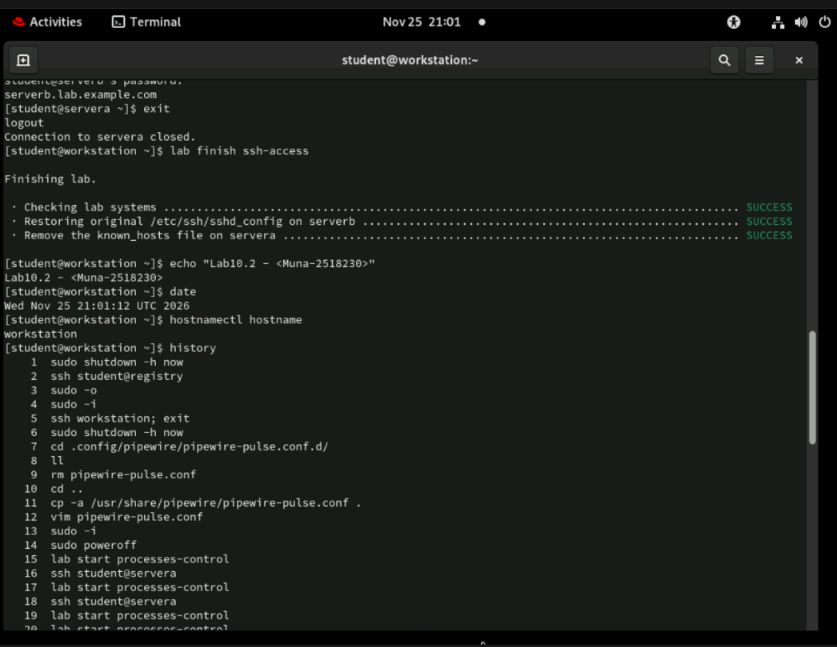 Activities Terminal Nov 25 21:01
student@workstation:~
student@serverb's password:
serverb.lab.example.com
[student@servera ~]$ exit
logout
Connection to servera closed.
[student@workstation ~]$ lab finish ssh-access
Finishing lab.
· Checking lab systems ..................................................................................... SUCCESS
· Restoring original /etc/ssh/sshd_config on serverb ....................................................... SUCCESS
· Remove the known_hosts file on servera ................................................................... SUCCESS
[student@workstation ~]$ echo "Lab10.2 - <Muna-2518230>"
Lab10.2 - <Muna-2518230>
[student@workstation ~]$ date
Wed Nov 25 21:01:12 UTC 2026
[student@workstation ~]$ hostnamectl hostname
workstation
[student@workstation ~]$ history
1 sudo shutdown -h now
2 ssh student@registry
3 sudo -o
4 sudo -i
5 ssh workstation; exit
6 sudo shutdown -h now
7 cd .config/pipewire/pipewire-pulse.conf.d/
8 ll
9 rm pipewire-pulse.conf
10 cd ..
11 cp -a /usr/share/pipewire/pipewire-pulse.conf .
12 vim pipewire-pulse.conf
13 sudo -i
14 sudo poweroff
15 lab start processes-control
16 ssh student@servera
17 lab start processes-control
18 ssh student@servera
19 lab start processes-control
20 lab start processes-control